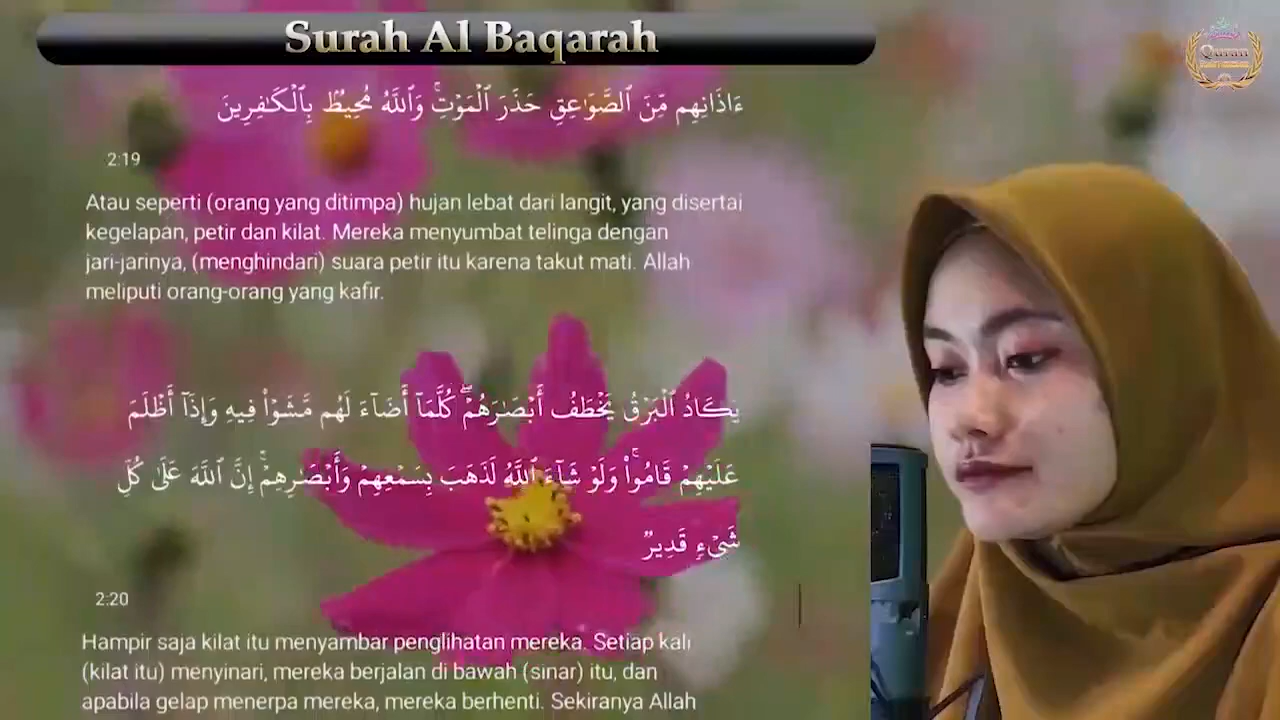 Surah Al Baqarah
Quran
ءَاذَانِهِم مِّنَ ٱلصَّوَٰعِقِ حَذَرَ ٱلْمَوْتِۚ وَٱللَّهُ مُحِيطٌۢ بِٱلْكَـٰفِرِينَ
2:19
Atau seperti (orang yang ditimpa) hujan lebat dari langit, yang disertai
kegelapan, petir dan kilat. Mereka menyumbat telinga dengan
jari-jarinya, (menghindari) suara petir itu karena takut mati. Allah
meliputi orang-orang yang kafir.
يَكَادُ ٱلْبَرْقُ يَخْطَفُ أَبْصَـٰرَهُمْۖ كُلَّمَآ أَضَآءَ لَهُم مَّشَوْا۟ فِيهِ وَإِذَآ أَظْلَمَ
عَلَيْهِمْ قَامُوا۟ۚ وَلَوْ شَآءَ ٱللَّهُ لَذَهَبَ بِسَمْعِهِمْ وَأَبْصَـٰرِهِمْۚ إِنَّ ٱللَّهَ عَلَىٰ كُلِّ
شَىْءٍ قَدِيرٌ
2:20
Hampir saja kilat itu menyambar penglihatan mereka. Setiap kali
(kilat itu) menyinari, mereka berjalan di bawah (sinar) itu, dan
apabila gelap menerpa mereka, mereka berhenti. Sekiranya Allah